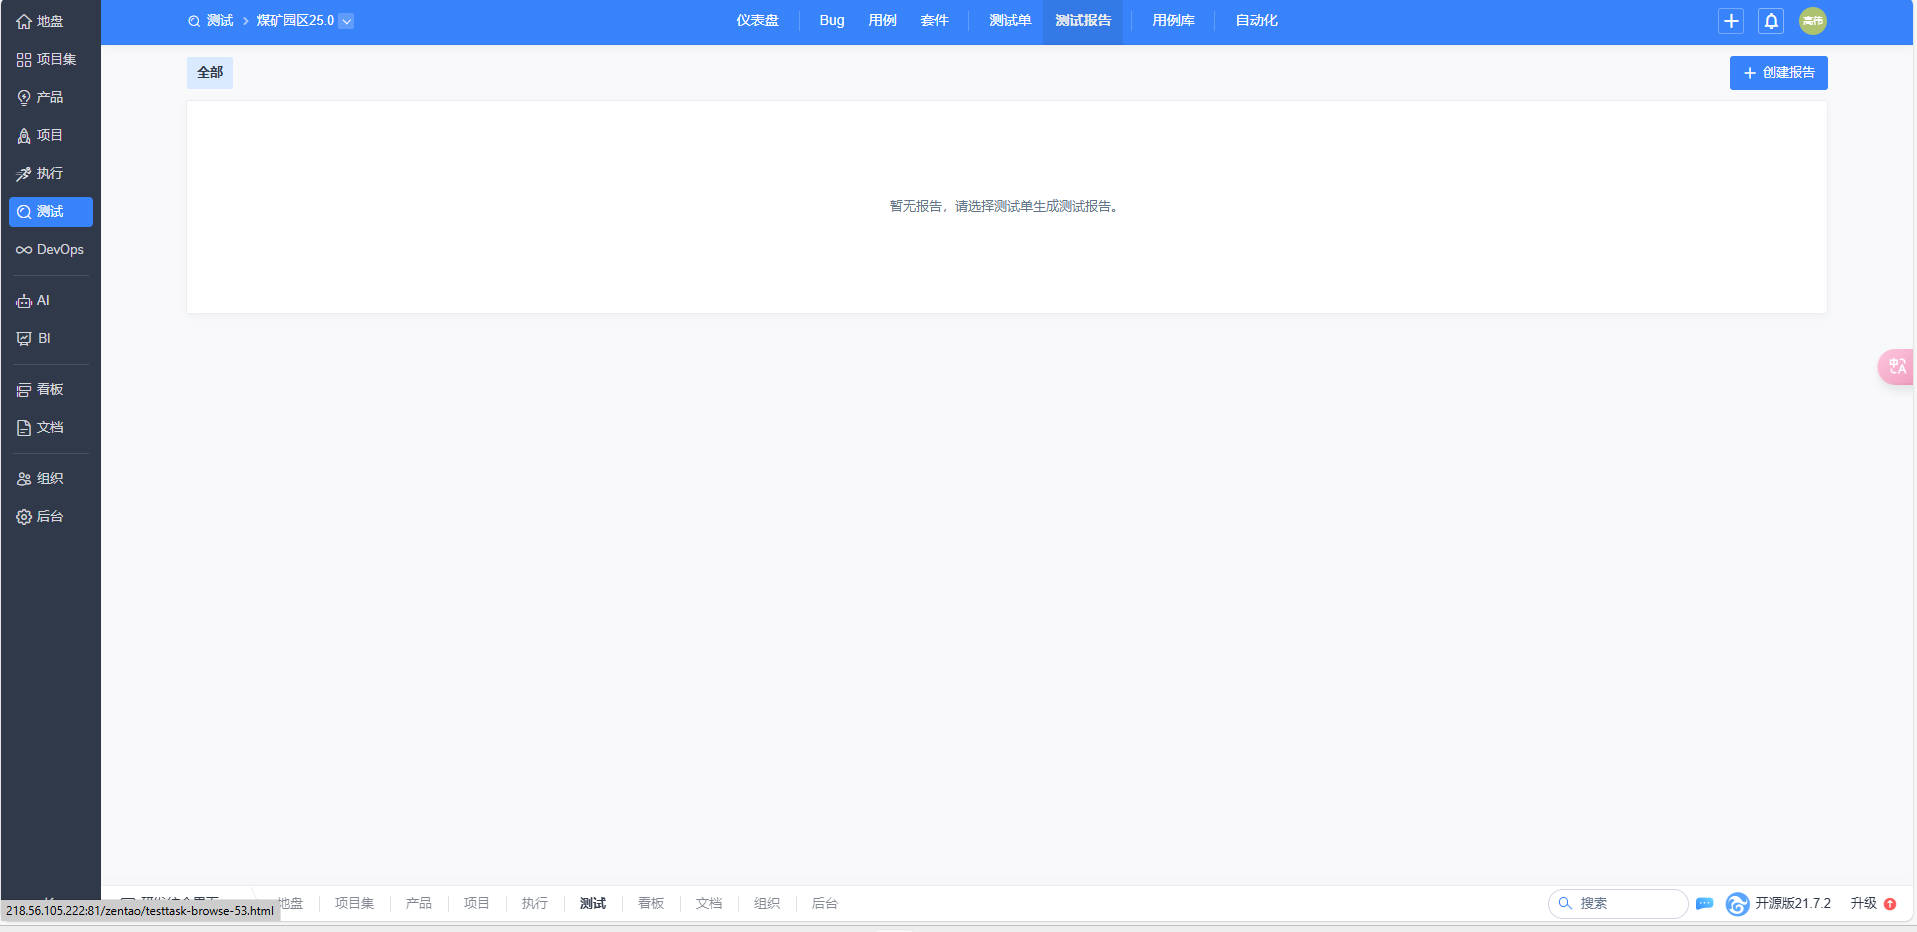 地盘
项目集
产品
项目
执行
测试
DevOps
AI
BI
看板
文档
组织
后台
测试 > 煤矿园区25.0
仪表盘 Bug 用例 套件 测试单 测试报告 用例库 自动化
高伟
全部
+ 创建报告
暂无报告，请选择测试单生成测试报告。
中A
地盘 项目集 产品 项目 执行 测试 看板 文档 组织 后台
搜索
开源版21.7.2 升级
218.56.105.222:81/zentao/testtask-browse-53.html